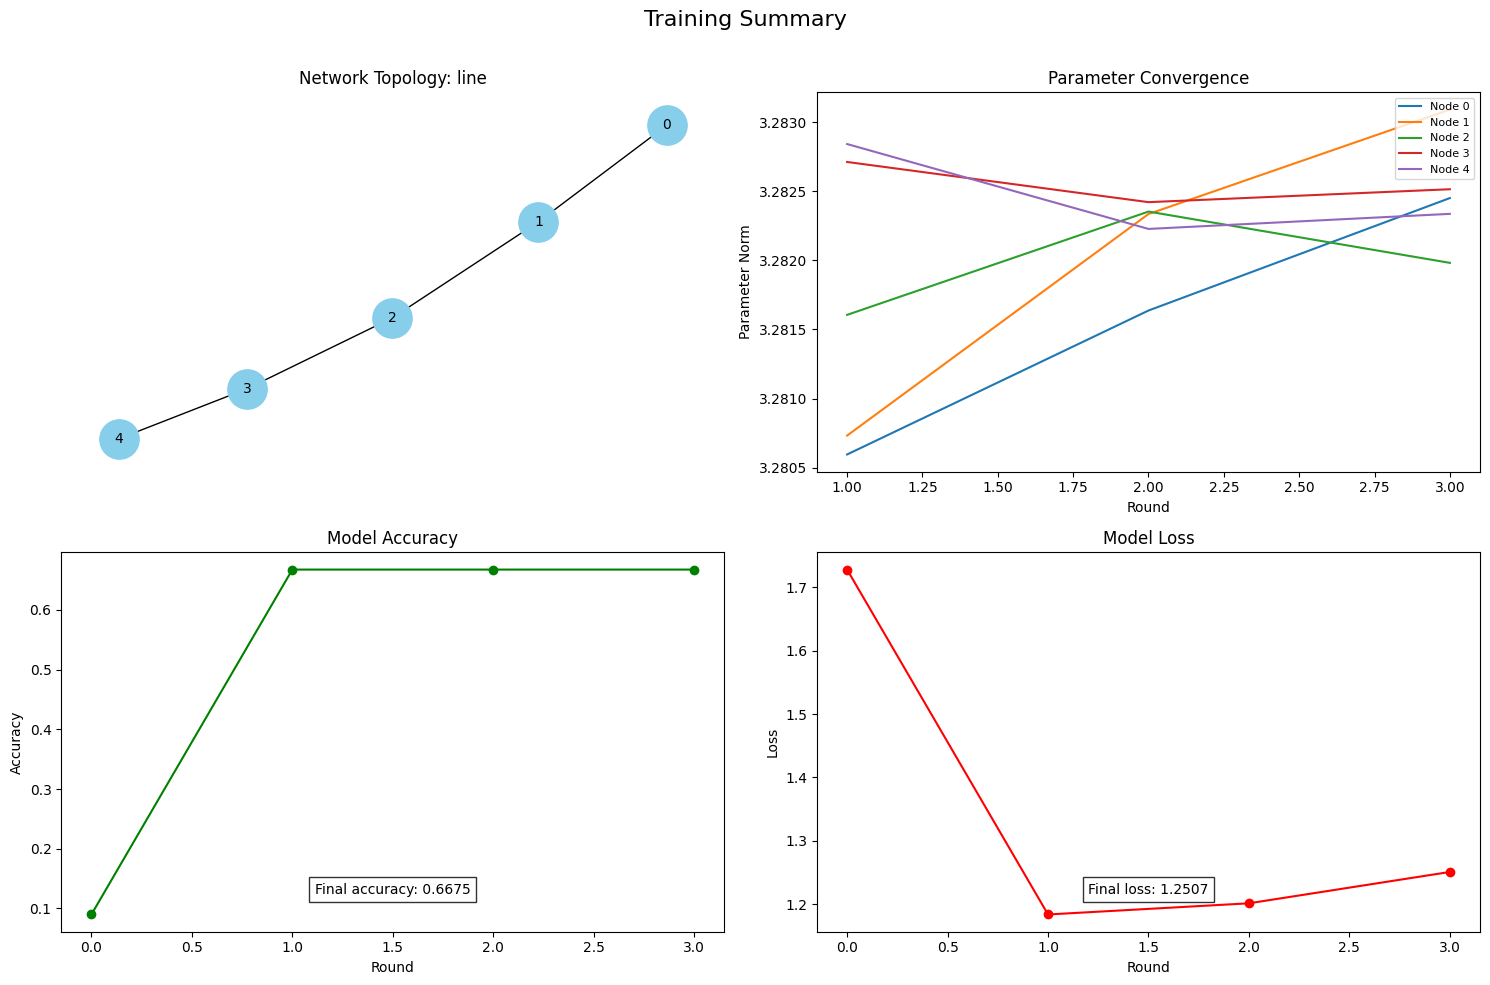 Training Summary
Network Topology: line
0
1
2
3
4
Parameter Convergence
Node 0
Node 1
Node 2
Node 3
Node 4
Parameter Norm
3.2830
3.2825
3.2820
3.2815
3.2810
3.2805
1.00 1.25 1.50 1.75 2.00 2.25 2.50 2.75 3.00
Round
Model Accuracy
Accuracy
0.6
0.5
0.4
0.3
0.2
0.1
Final accuracy: 0.6675
0.0 0.5 1.0 1.5 2.0 2.5 3.0
Round
Model Loss
Loss
1.7
1.6
1.5
1.4
1.3
1.2
Final loss: 1.2507
0.0 0.5 1.0 1.5 2.0 2.5 3.0
Round